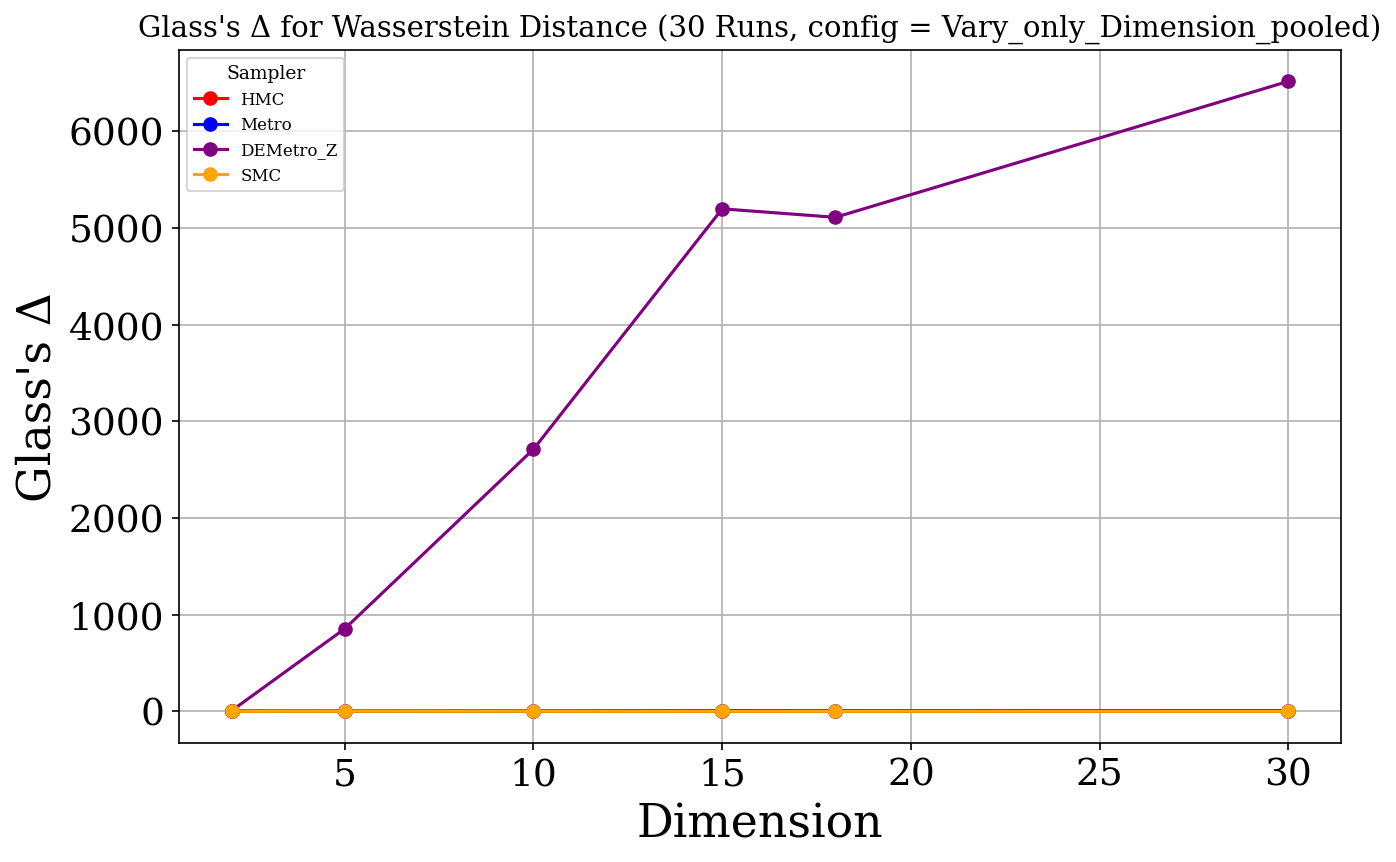 Glass's Δ for Wasserstein Distance (30 Runs, config = Vary_only_Dimension_pooled)
Sampler
HMC
Metro
DEMetro_Z
SMC
6000
5000
4000
3000
2000
1000
0
Glass's Δ
5 10 15 20 25 30
Dimension